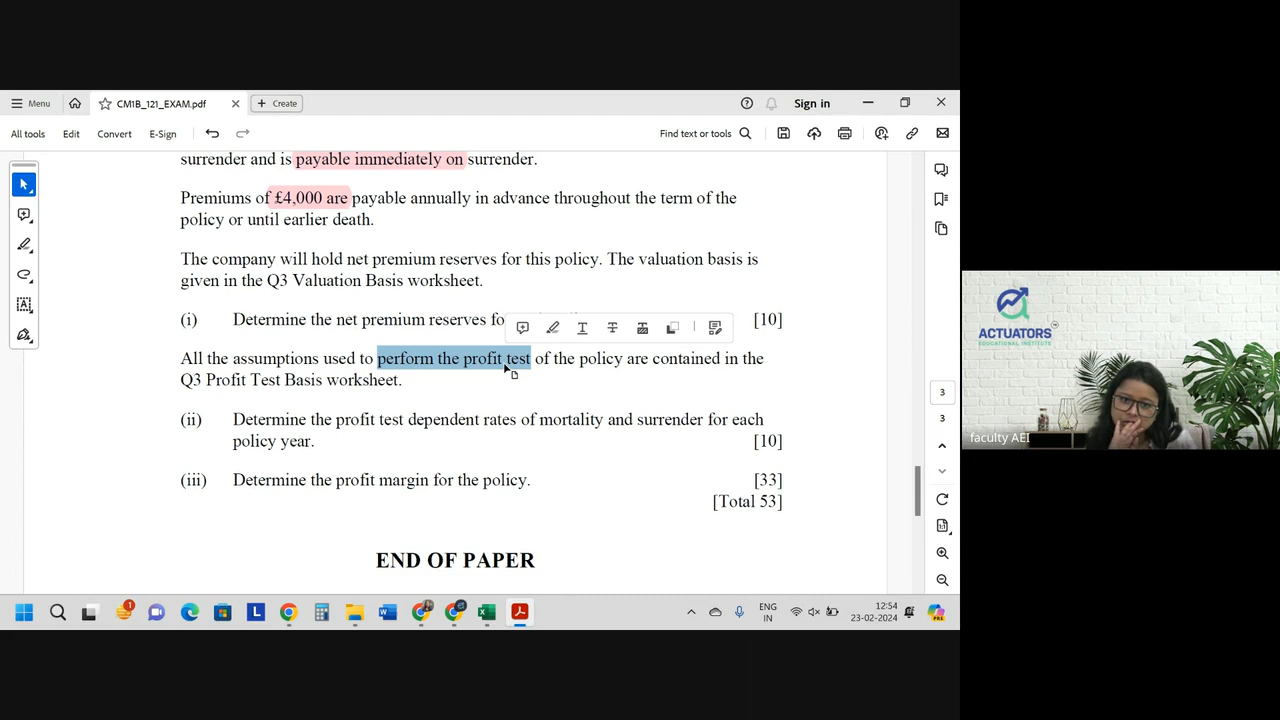 Menu
CM1B_121_EXAM.pdf
Create
Sign in
All tools
Edit
Convert
E-Sign
Find text or tools
surrender and is payable immediately on surrender.
Premiums of £4,000 are payable annually in advance throughout the term of the
policy or until earlier death.
The company will hold net premium reserves for this policy. The valuation basis is
given in the Q3 Valuation Basis worksheet.
(i) Determine the net premium reserves fo [10]
All the assumptions used to perform the profit test of the policy are contained in the
Q3 Profit Test Basis worksheet.
(ii) Determine the profit test dependent rates of mortality and surrender for each
policy year. [10]
(iii) Determine the profit margin for the policy. [33]
[Total 53]
END OF PAPER
3
3
ACTUATORS
EDUCATIONAL INSTITUTE
faculty AEI
1
L
ENG
IN
12:54
23-02-2024